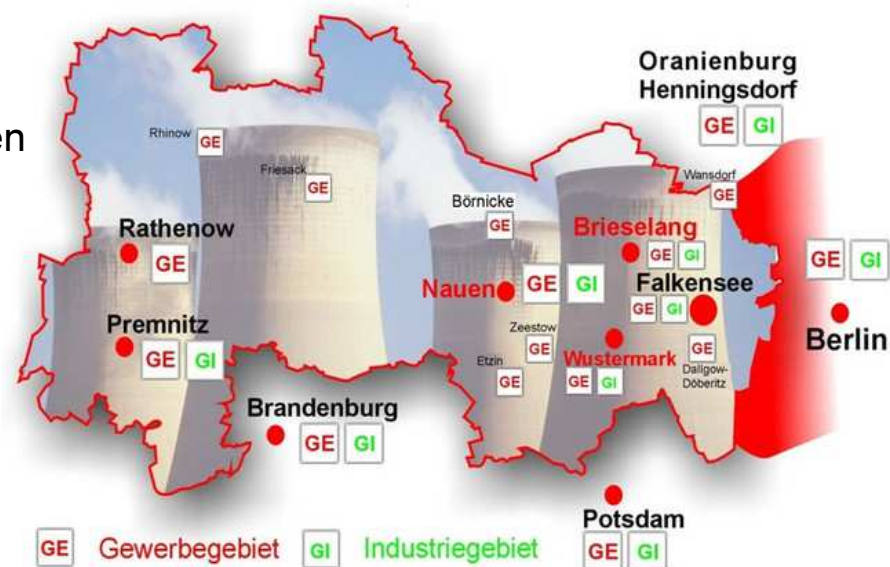 Oranienburg
Henningsdorf
GE GI
en
Rhinow
GE
Friesack
GE
Wansdorf
GE
Börnicke
GE
Rathenow
GE
Brieselang
GE GI
GE GI
Nauen
GE GI
Falkensee
GE GI
Berlin
Premnitz
GE GI
Zeestow
GE
Wustermark
GE GI
GE
Dallgow-
Döberitz
Etzin
GE
Brandenburg
GE GI
Potsdam
GE GI
GE Gewerbegebiet GI Industriegebiet